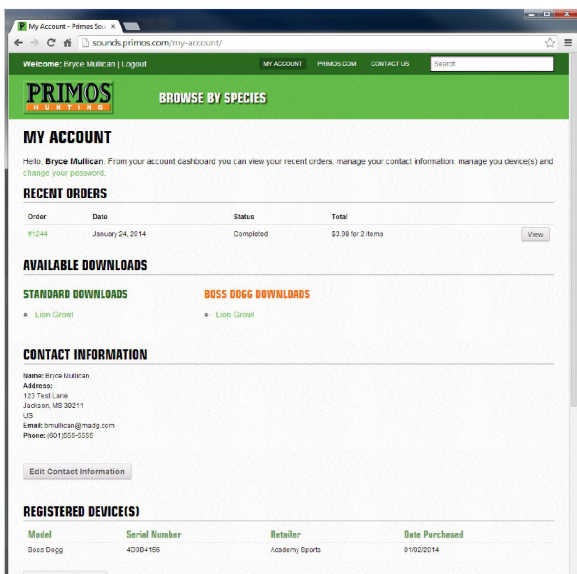 My Account - Primos Sou
sounds.primos.com/my-account/
Welcome: Bryce Mullican | Logout
MY ACCOUNT PRIMOS.COM CONTACT US Search
PRIMOS
HUNTING
BROWSE BY SPECIES
MY ACCOUNT
Hello, Bryce Mullican. From your account dashboard you can view your recent orders, manage your contact information, manage you device(s) and
change your password.
RECENT ORDERS
Order Date Status Total
#1244 January 24, 2014 Completed $3.98 for 2 items View
AVAILABLE DOWNLOADS
STANDARD DOWNLOADS BOSS DOGG DOWNLOADS
Lion Growl Lion Growl
CONTACT INFORMATION
Name: Bryce Mullican
Address:
123 Test Lane
Jackson, MS 39211
US
Email: bmullican@madg.com
Phone: (601)555-5555
Edit Contact Information
REGISTERED DEVICE(S)
Model Serial Number Retailer Date Purchased
Boss Dogg 4D0B4156 Academy Sports 01/02/2014